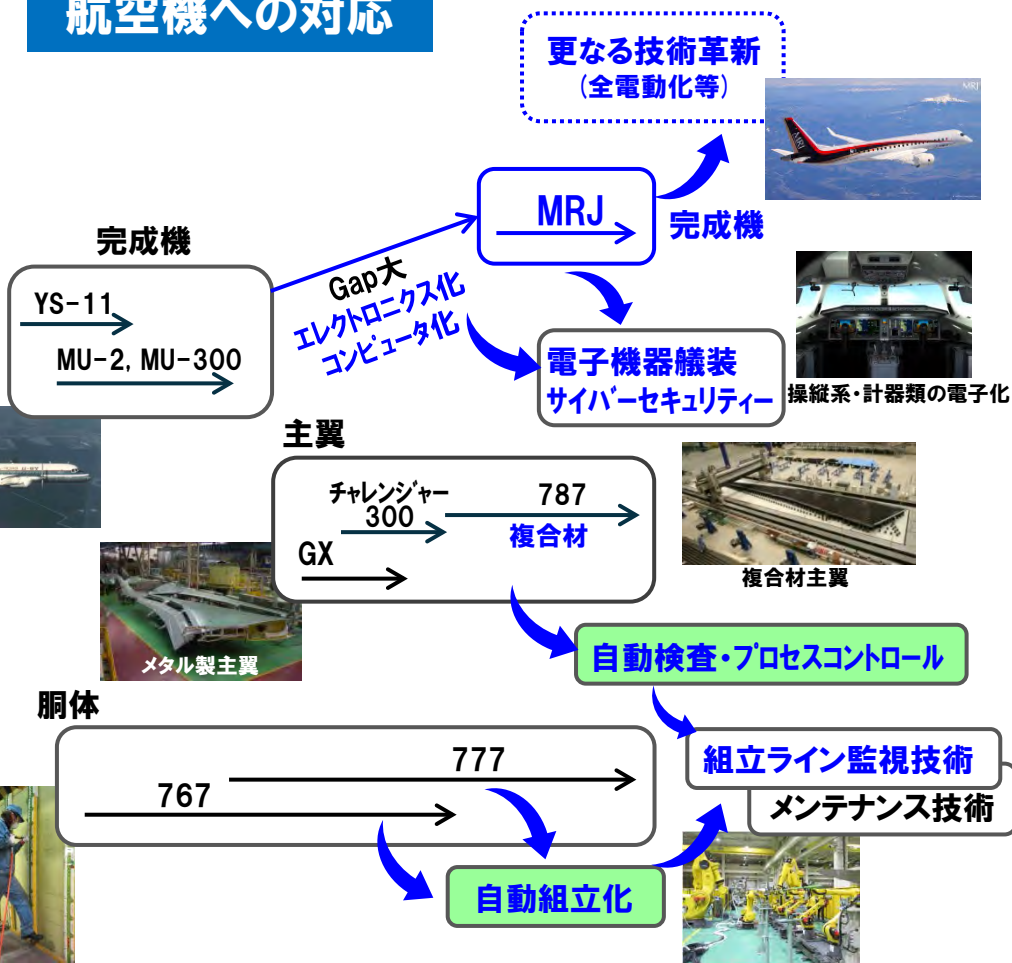 航空機への対応
更なる技術革新
(全電動化等)
MRJ
MRJ
完成機
完成機
YS-11
MU-2, MU-300
Gap大
エレクトロニクス化
コンピュータ化
電子機器艤装
サイバーセキュリティー
操縦系・計器類の電子化
主翼
チャレンジャー
300
787
複合材
GX
複合材主翼
メタル製主翼
自動検査・プロセスコントロール
胴体
777
767
組立ライン監視技術
メンテナンス技術
自動組立化